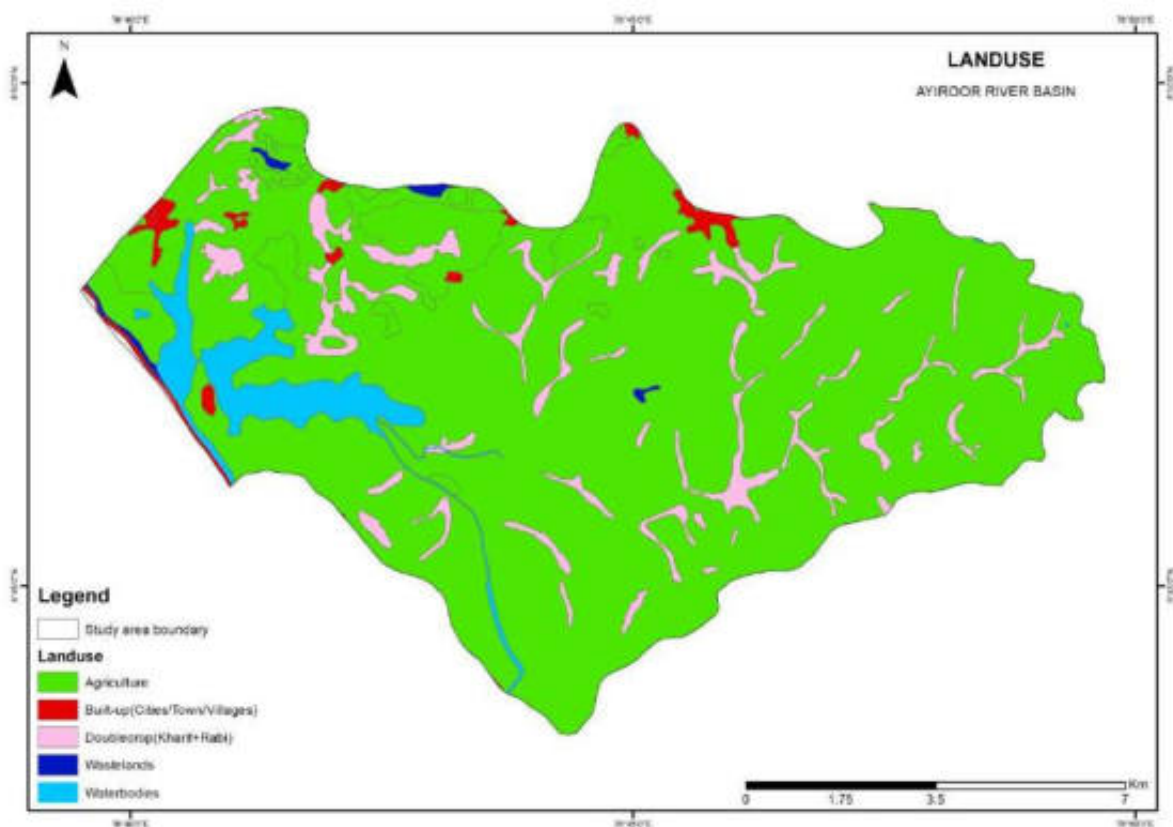 N
LANDUSE
AYIROOR RIVER BASIN
Legend
Study area boundary
Landuse
Agriculture
Built-up(Cities/Town/Villages)
Doublecrop(Kharif+Rabi)
Wastelands
Waterbodies
Km
0 1.75 3.5 7